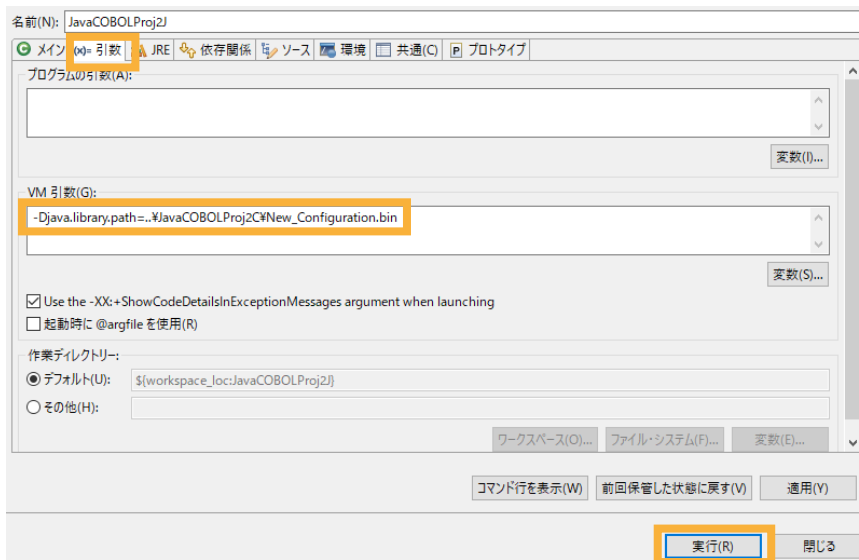 名前(N): JavaCOBOLProj2J
メイン (x)= 引数 JRE 依存関係 ソース 環境 共通(C) P プロトタイプ
プログラムの引数(A):
変数(I)...
VM 引数(G):
-Djava.library.path=..¥JavaCOBOLProj2C¥New_Configuration.bin
変数(S)...
Use the -XX:+ShowCodeDetailsInExceptionMessages argument when launching
起動時に @argfile を使用(R)
作業ディレクトリー:
デフォルト(U): ${workspace_loc:JavaCOBOLProj2J}
その他(H):
ワークスペース(O)... ファイル・システム(F)... 変数(E)...
コマンド行を表示(W) 前回保管した状態に戻す(V) 適用(Y)
実行(R) 閉じる